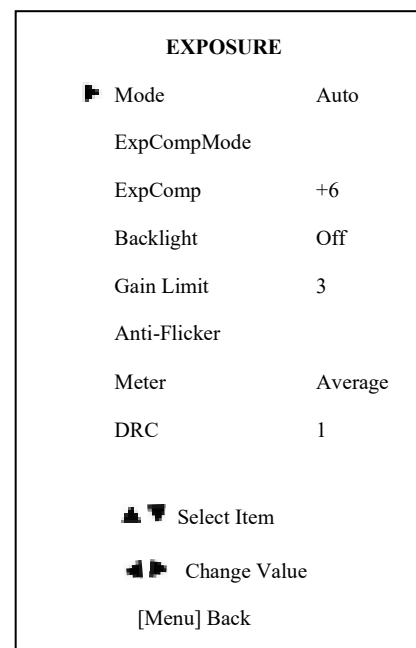 EXPOSURE
Mode Auto
ExpCompMode
ExpComp +6
Backlight Off
Gain Limit 3
Anti-Flicker
Meter Average
DRC 1
Select Item
Change Value
[Menu] Back